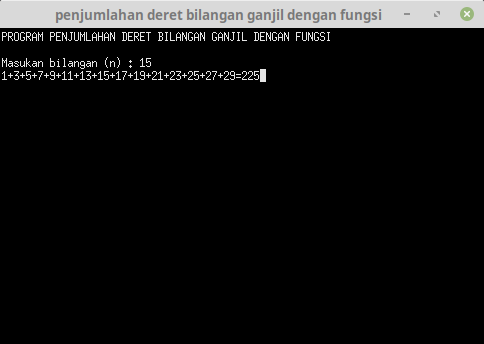 penjumlahan deret bilangan ganjil dengan fungsi
PROGRAM PENJUMLAHAN DERET BILANGAN GANJIL DENGAN FUNGSI
Masukan bilangan (n) : 15
1+3+5+7+9+11+13+15+17+19+21+23+25+27+29=225